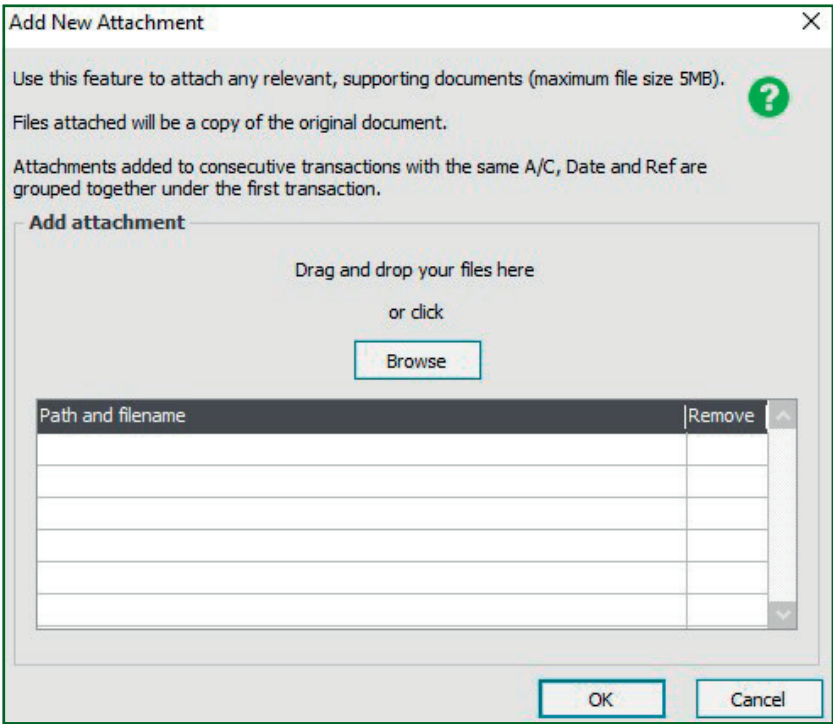 Add New Attachment
Use this feature to attach any relevant, supporting documents (maximum file size 5MB).
?
Files attached will be a copy of the original document.
Attachments added to consecutive transactions with the same A/C, Date and Ref are
grouped together under the first transaction.
Add attachment
Drag and drop your files here
or click
Browse
Path and filename Remove
OK Cancel